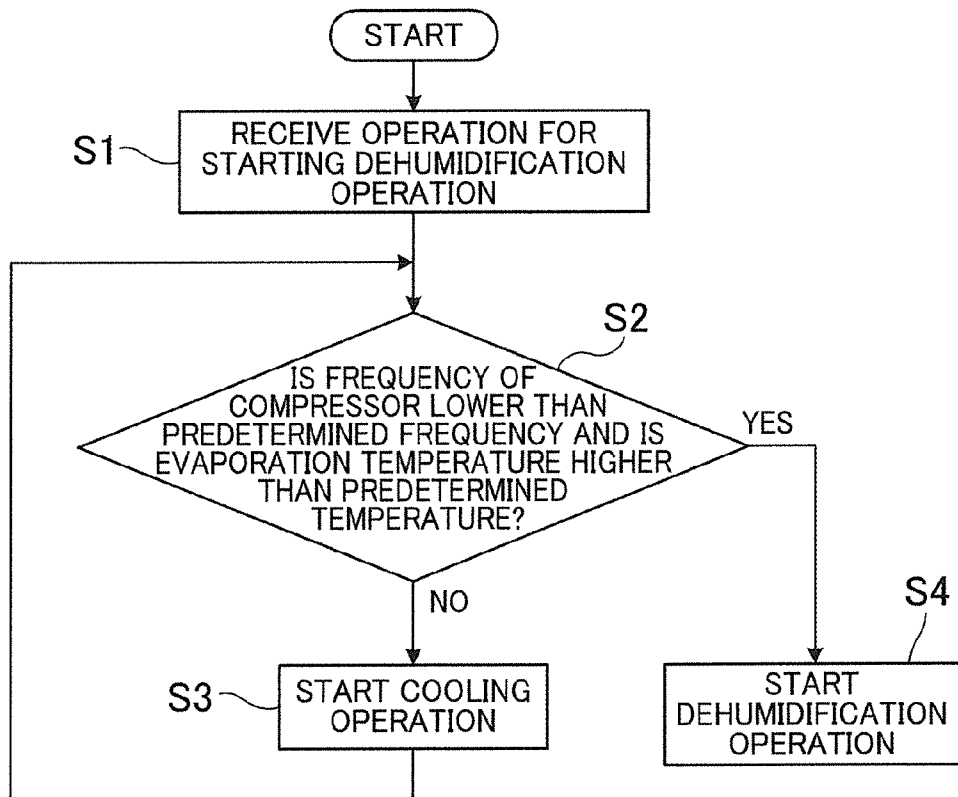 START
S1
RECEIVE OPERATION FOR
STARTING DEHUMIDIFICATION
OPERATION
S2
IS FREQUENCY OF
COMPRESSOR LOWER THAN
PREDETERMINED FREQUENCY AND IS
EVAPORATION TEMPERATURE HIGHER
THAN PREDETERMINED
TEMPERATURE?
YES
NO
S3
START COOLING
OPERATION
S4
START
DEHUMIDIFICATION
OPERATION